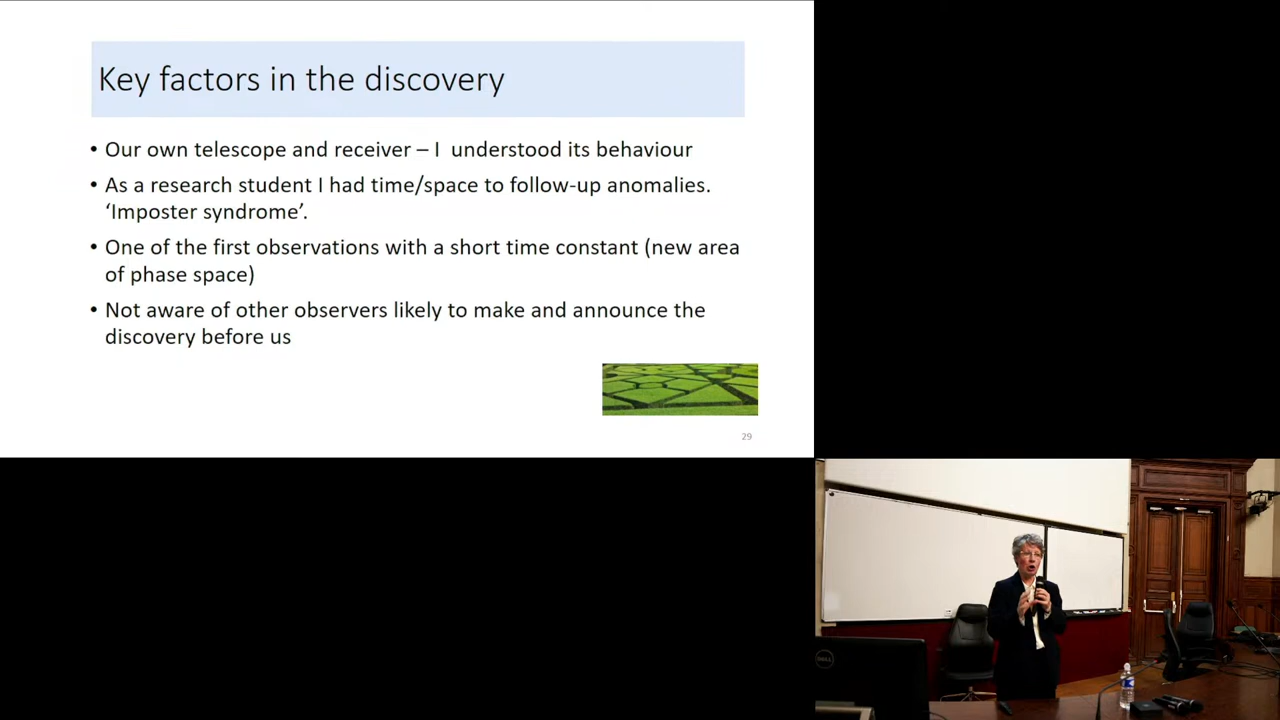 Key factors in the discovery
• Our own telescope and receiver – I  understood its behaviour
• As a research student I had time/space to follow-up anomalies.
‘Imposter syndrome’.
• One of the first observations with a short time constant (new area
of phase space)
• Not aware of other observers likely to make and announce the
discovery before us
29
DELL